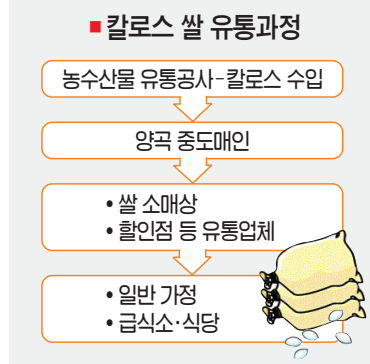 ■ 칼로스 쌀 유통과정
농수산물 유통공사-칼로스 수입
양곡 중도매인
• 쌀 소매상
• 할인점 등 유통업체
• 일반 가정
• 급식소·식당